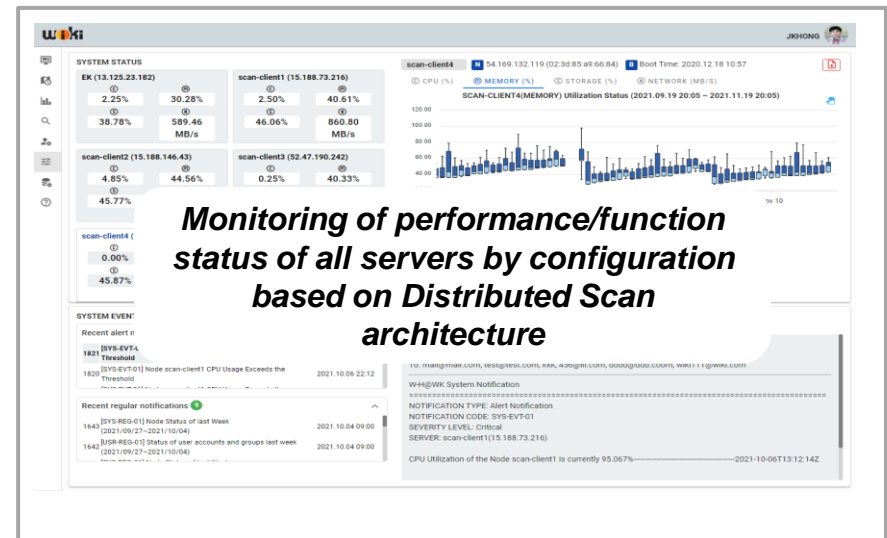 wiki
JKHONG
SYSTEM STATUS
EK (13.125.23.182)
Ⓒ Ⓜ
2.25% 30.28%
Ⓢ Ⓝ
38.78% 589.46
MB/s
scan-client1 (15.188.73.216)
Ⓒ Ⓜ
2.50% 40.61%
Ⓢ Ⓝ
46.06% 860.80
MB/s
scan-client2 (15.188.146.43)
Ⓒ Ⓜ
4.85% 44.56%
Ⓢ
45.77%
scan-client3 (52.47.190.242)
Ⓒ Ⓜ
0.25% 40.33%
scan-client4 (
Ⓒ
0.00%
Ⓢ
45.87%
scan-client4 N 54.169.132.119 (02:3d:85:a9:66:84) B Boot Time: 2020.12.18 10:57
Ⓒ CPU (%) Ⓜ MEMORY (%) Ⓢ STORAGE (%) Ⓝ NETWORK (MB/S)
SCAN-CLIENT4(MEMORY) Utilization Status (2021.09.19 20:05 ~ 2021.11.19 20:05)
120.00
100.00
80.00
60.00
40.00
10
Monitoring of performance/function
status of all servers by configuration
based on Distributed Scan
architecture
SYSTEM EVEN
Recent alert n
1821 [SYS-EVT-
Threshold
1820 [SYS-EVT-01] Node scan-client1 CPU Usage Exceeds the
Threshold
2021.10.06 22:12
Recent regular notifications
1643 [SYS-REG-01] Node Status of last Week
(2021/09/27~2021/10/04)
2021.10.04 09:00
1642 [USR-REG-01] Status of user accounts and groups last week
(2021/09/27~2021/10/04)
2021.10.04 09:00
W-H@WK System Notification
NOTIFICATION TYPE: Alert Notification
NOTIFICATION CODE: SYS-EVT-01
SEVERITY LEVEL: Critical
SERVER: scan-client1(15.188.73.216)
CPU Utilization of the Node scan-client1 is currently 95.067%---2021-10-06T13:12:14Z